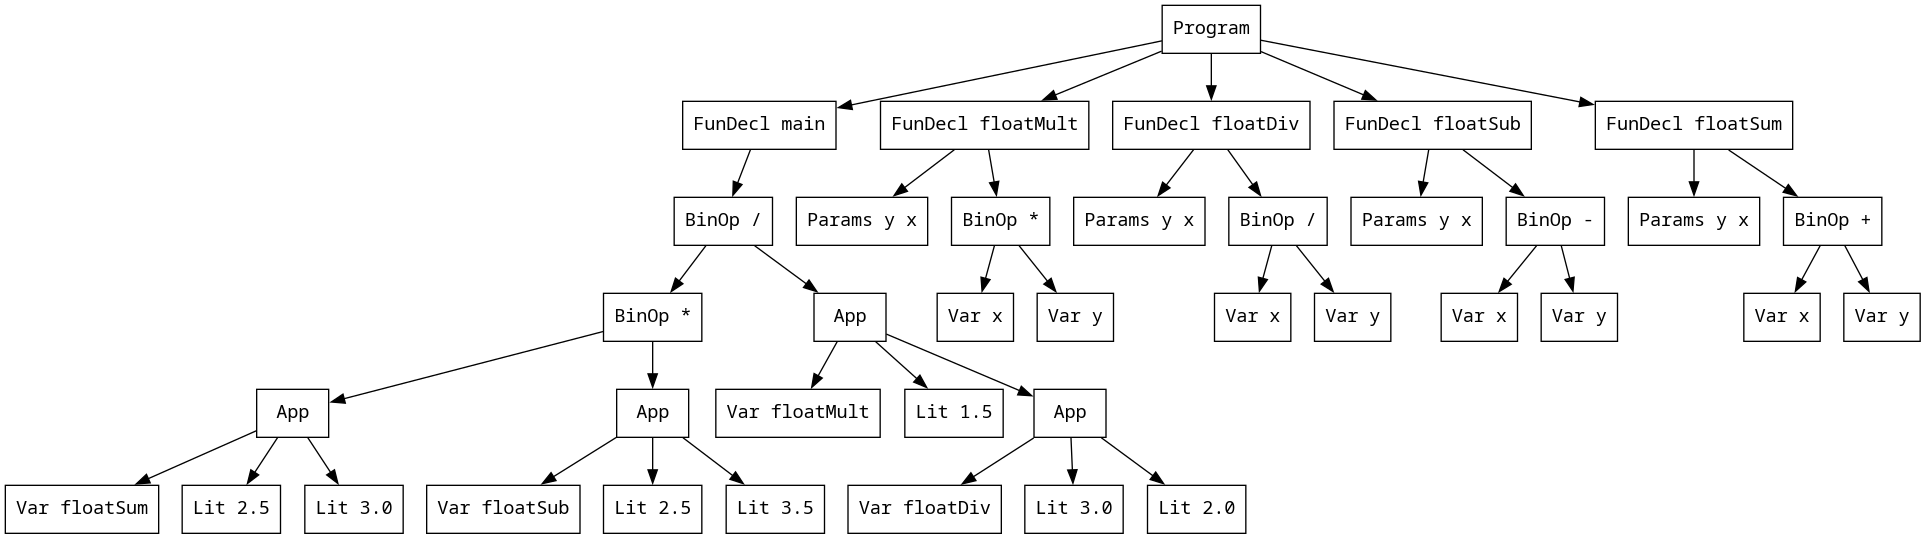 Program
FunDecl main
FunDecl floatMult
FunDecl floatDiv
FunDecl floatSub
FunDecl floatSum
BinOp /
Params y x
BinOp *
Params y x
BinOp /
Params y x
BinOp -
Params y x
BinOp +
BinOp *
App
Var x
Var y
Var x
Var y
Var x
Var y
Var x
Var y
App
App
Var floatMult
Lit 1.5
App
Var floatSum
Lit 2.5
Lit 3.0
Var floatSub
Lit 2.5
Lit 3.5
Var floatDiv
Lit 3.0
Lit 2.0